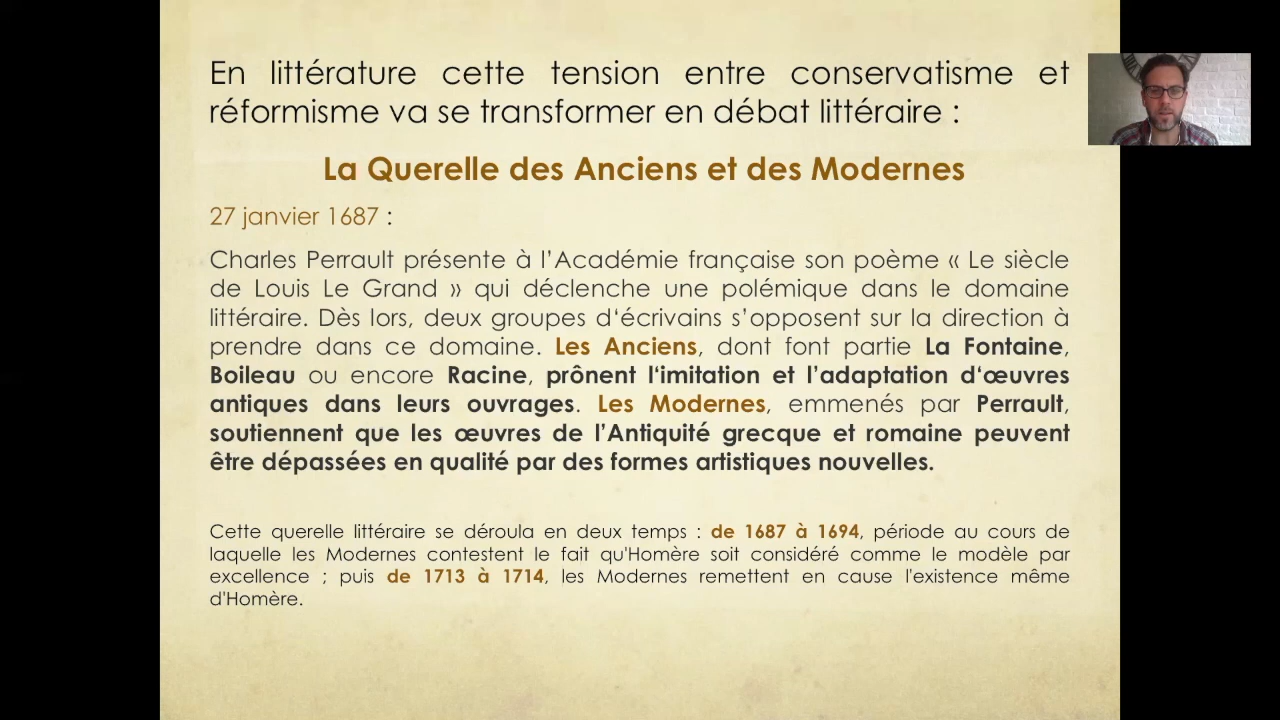 En littérature cette tension entre conservatisme et
réformisme va se transformer en débat littéraire :
La Querelle des Anciens et des Modernes
27 janvier 1687 :
Charles Perrault présente à l’Académie française son poème « Le siècle
de Louis Le Grand » qui déclenche une polémique dans le domaine
littéraire. Dès lors, deux groupes d‘écrivains s’opposent sur la direction à
prendre dans ce domaine. Les Anciens, dont font partie La Fontaine,
Boileau ou encore Racine, prônent l‘imitation et l’adaptation d‘œuvres
antiques dans leurs ouvrages. Les Modernes, emmenés par Perrault,
soutiennent que les œuvres de l’Antiquité grecque et romaine peuvent
être dépassées en qualité par des formes artistiques nouvelles.
Cette querelle littéraire se déroula en deux temps : de 1687 à 1694, période au cours de
laquelle les Modernes contestent le fait qu'Homère soit considéré comme le modèle par
excellence ; puis de 1713 à 1714, les Modernes remettent en cause l'existence même
d'Homère.